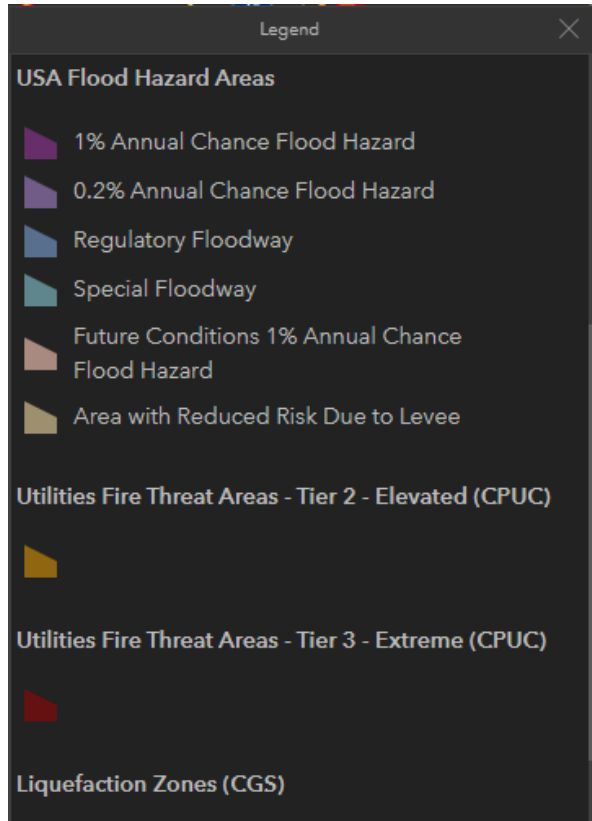 Legend
USA Flood Hazard Areas
1% Annual Chance Flood Hazard
0.2% Annual Chance Flood Hazard
Regulatory Floodway
Special Floodway
Future Conditions 1% Annual Chance
Flood Hazard
Area with Reduced Risk Due to Levee
Utilities Fire Threat Areas - Tier 2 - Elevated (CPUC)
Utilities Fire Threat Areas - Tier 3 - Extreme (CPUC)
Liquefaction Zones (CGS)